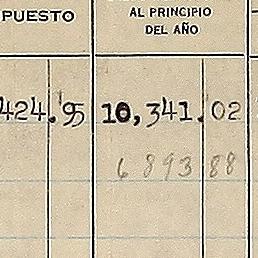 PUESTO AL PRINCIPIO
DEL AÑO
424.95 10,341.02
6 893 88